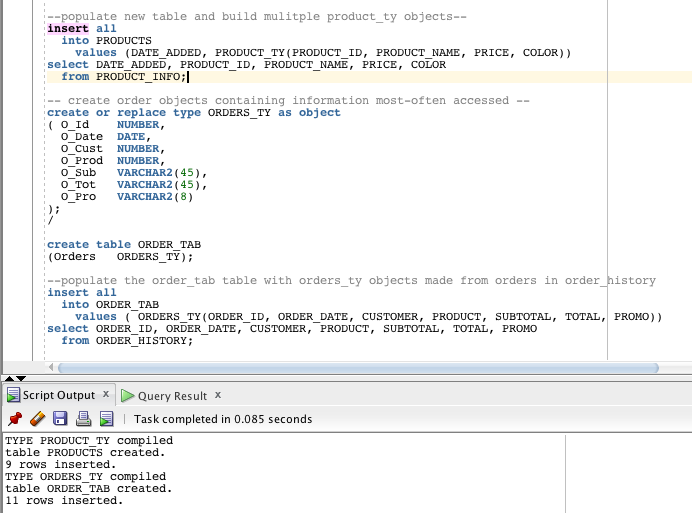 --populate new table and build mulitple product_ty objects--
insert all
into PRODUCTS
values (DATE_ADDED, PRODUCT_TY(PRODUCT_ID, PRODUCT_NAME, PRICE, COLOR))
select DATE_ADDED, PRODUCT_ID, PRODUCT_NAME, PRICE, COLOR
from PRODUCT_INFO;
-- create order objects containing information most-often accessed --
create or replace type ORDERS_TY as object
( O_Id NUMBER,
O_Date DATE,
O_Cust NUMBER,
O_Prod NUMBER,
O_Sub VARCHAR2(45),
O_Tot VARCHAR2(45),
O_Pro VARCHAR2(8)
);
/
create table ORDER_TAB
(Orders ORDERS_TY);
--populate the order_tab table with orders_ty objects made from orders in order_history
insert all
into ORDER_TAB
values ( ORDERS_TY(ORDER_ID, ORDER_DATE, CUSTOMER, PRODUCT, SUBTOTAL, TOTAL, PROMO))
select ORDER_ID, ORDER_DATE, CUSTOMER, PRODUCT, SUBTOTAL, TOTAL, PROMO
from ORDER_HISTORY;
Script Output x Query Result x
Task completed in 0.085 seconds
TYPE PRODUCT_TY compiled
table PRODUCTS created.
9 rows inserted.
TYPE ORDERS_TY compiled
table ORDER_TAB created.
11 rows inserted.